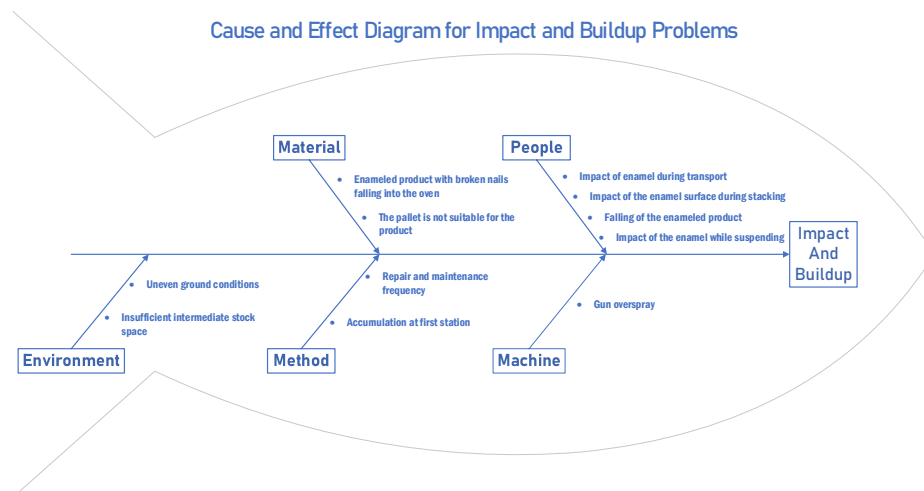 Cause and Effect Diagram for Impact and Buildup Problems
Material
People
Enameled product with broken nails
falling into the oven
The pallet is not suitable for the
product
Impact of enamel during transport
Impact of the enamel surface during stacking
Falling of the enameled product
Impact of the enamel while suspending
Impact
And
Buildup
Uneven ground conditions
Insufficient intermediate stock
space
Repair and maintenance
frequency
Accumulation at first station
Gun overspray
Environment
Method
Machine